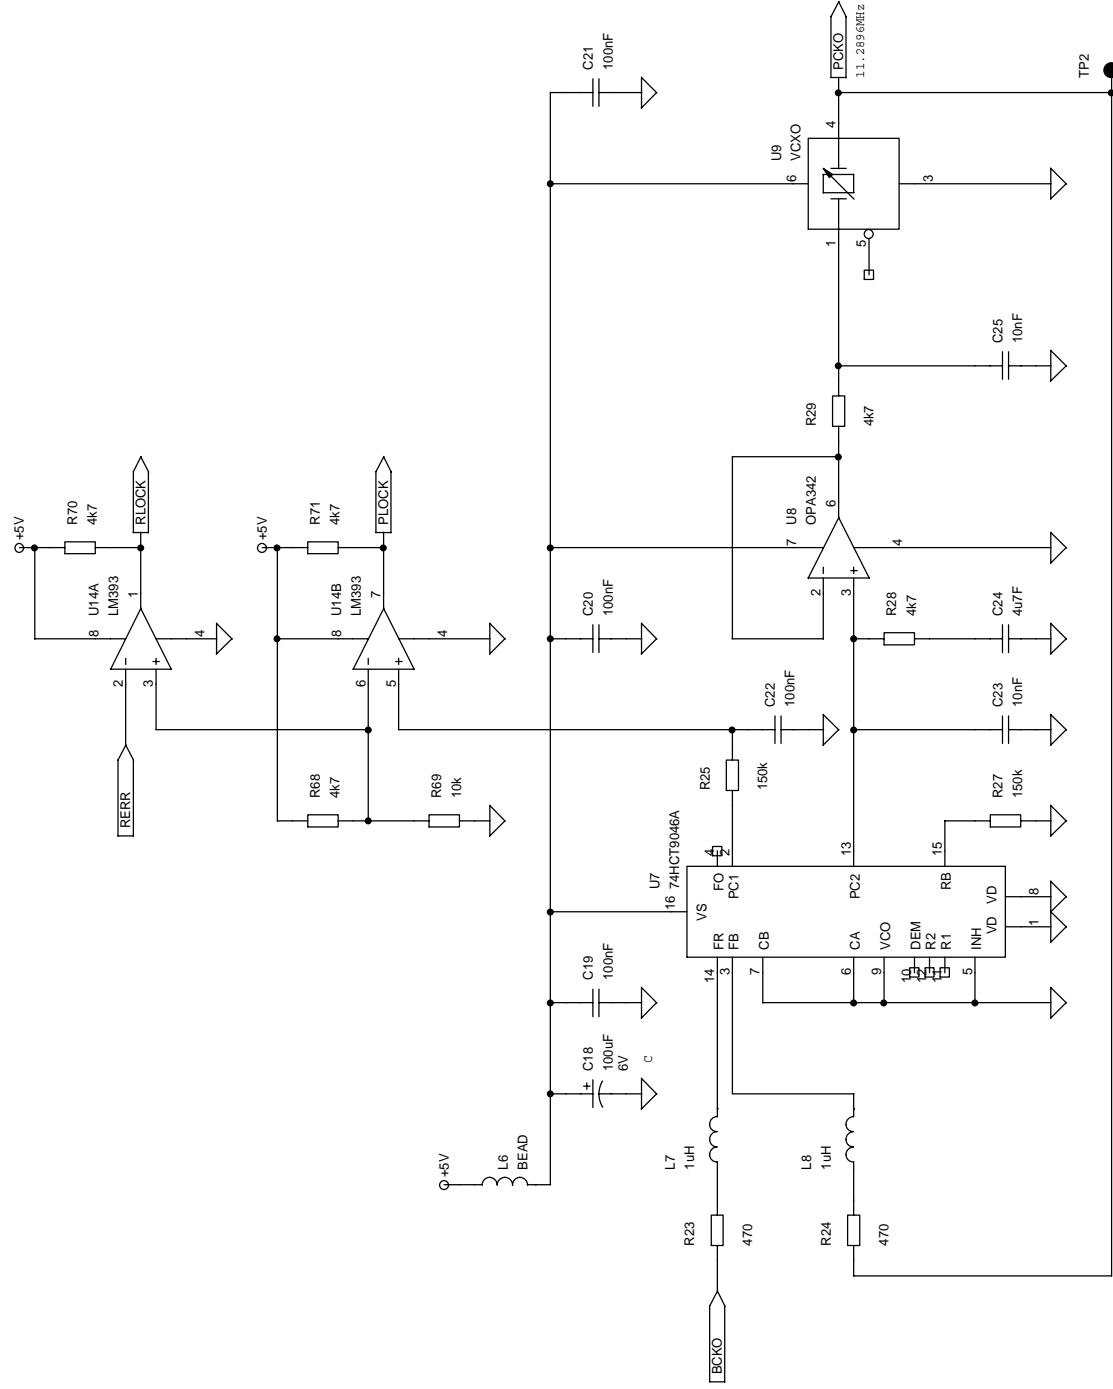 RERR
2
3
8
4
1
U14A
LM393
+5V
R70
4k7
RLOCK
R68
4k7
R69
10k
6
5
8
4
7
U14B
LM393
+5V
R71
4k7
PLOCK
+5V
L6
BEAD
C18
100uF
6V
C
+
C19
100nF
C20
100nF
C21
100nF
BCKO
R23
470
L7
1uH
R24
470
L8
1uH
U7
74HCT9046A
16
VS
14
FR
3
FB
7
CB
6
CA
9
VCO
10
DEM
12
R2
11
R1
5
INH
4
FO
2
PC1
13
PC2
15
RB
VD
1
VD
8
R25
150k
C22
100nF
R27
150k
C23
10nF
R28
4k7
C24
4u7F
U8
OPA342
2
3
7
4
6
R29
4k7
C25
10nF
U9
VCXO
6
1
5
3
4
PCKO
11.2896MHz
TP2